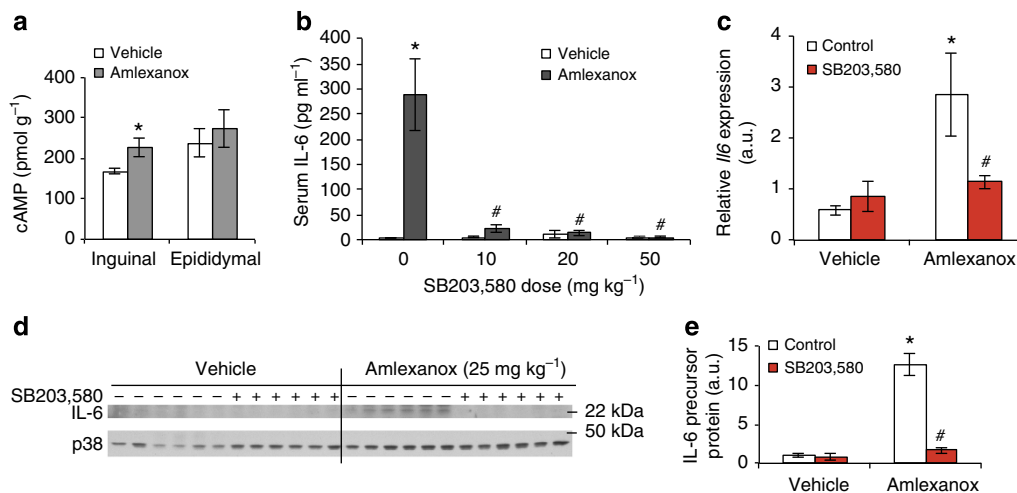 a
Vehicle
Amlexanox
cAMP (pmol g⁻¹)
400
300
200
100
0
*
Inguinal Epididymal
b
Vehicle
Amlexanox
Serum IL-6 (pg ml⁻¹)
400
350
300
250
200
150
100
50
0
*
# # #
0 10 20 50
SB203,580 dose (mg kg⁻¹)
c
Control
SB203,580
Relative Il6 expression
(a.u.)
4
3
2
1
0
*
#
Vehicle Amlexanox
d
Vehicle Amlexanox (25 mg kg⁻¹)
SB203,580 – – – – – – + + + + + + – – – – – – + + + + + +
IL-6 22 kDa
50 kDa
p38
e
Control
SB203,580
IL-6 precursor
protein (a.u.)
15
10
5
0
*
#
Vehicle Amlexanox